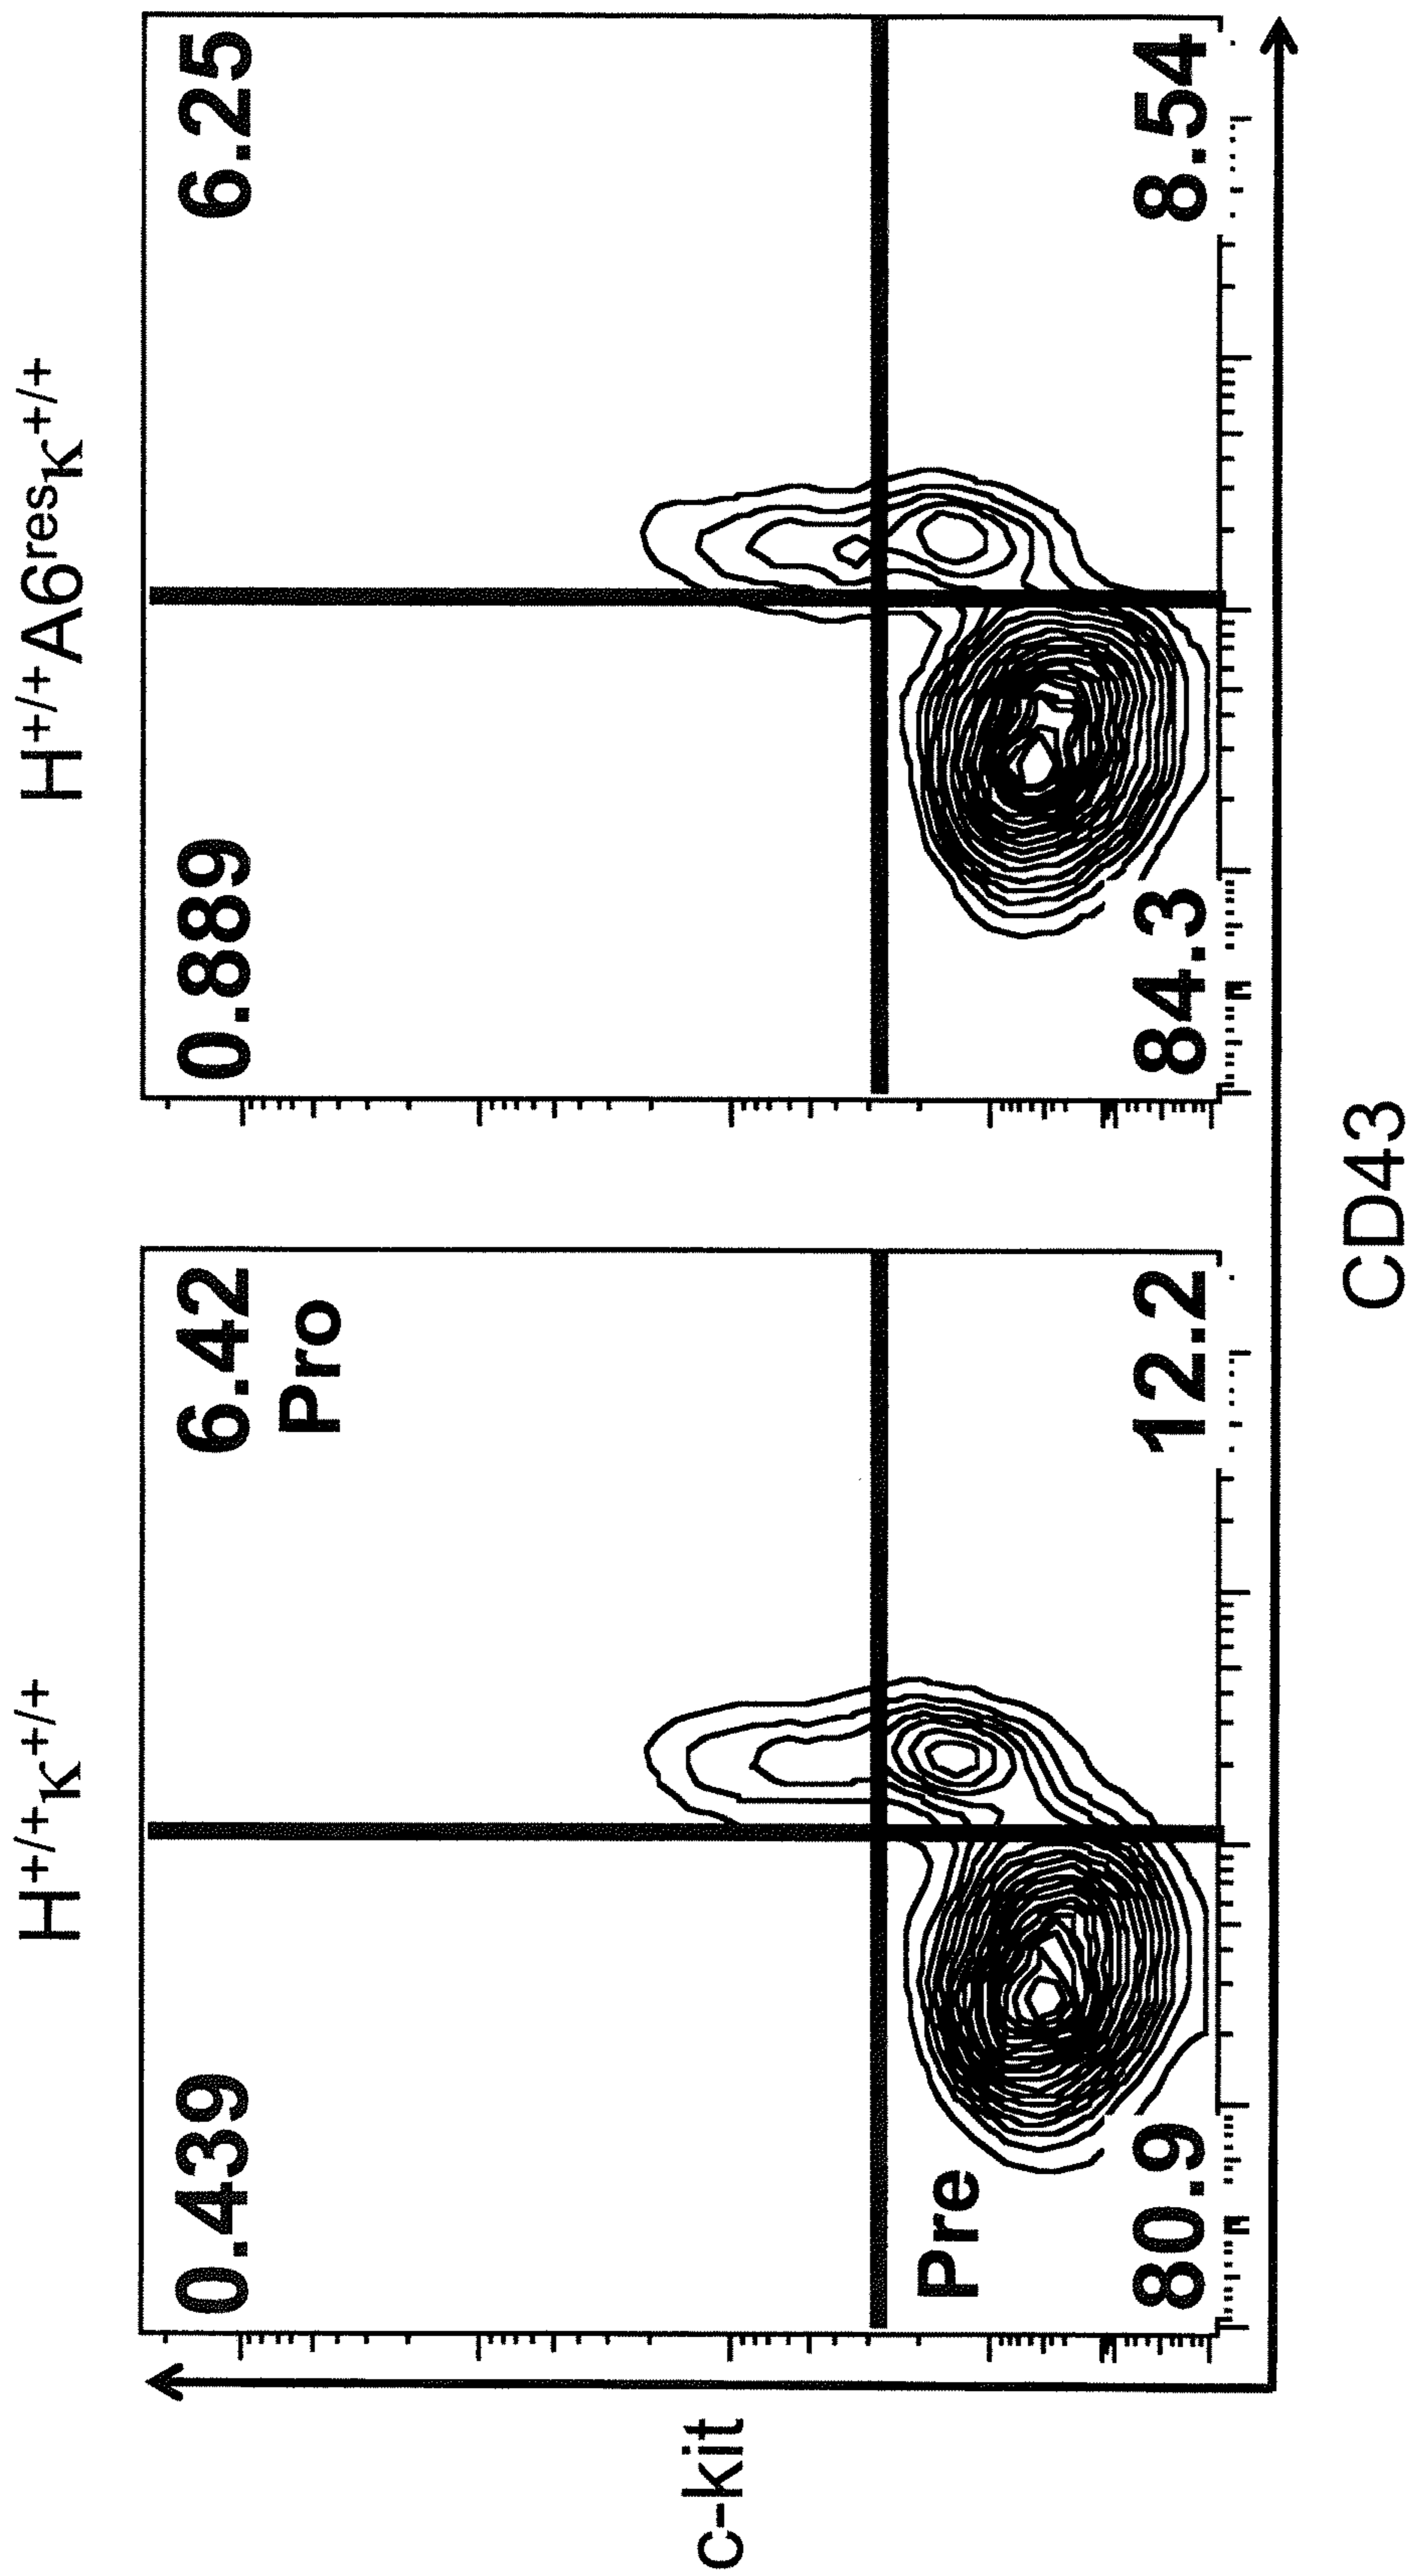 H+/+κ+/+
H+/+A6resκ+/+
0.439
6.42
Pro
0.889
6.25
c-kit
Pre
80.9
12.2
84.3
8.54
CD43